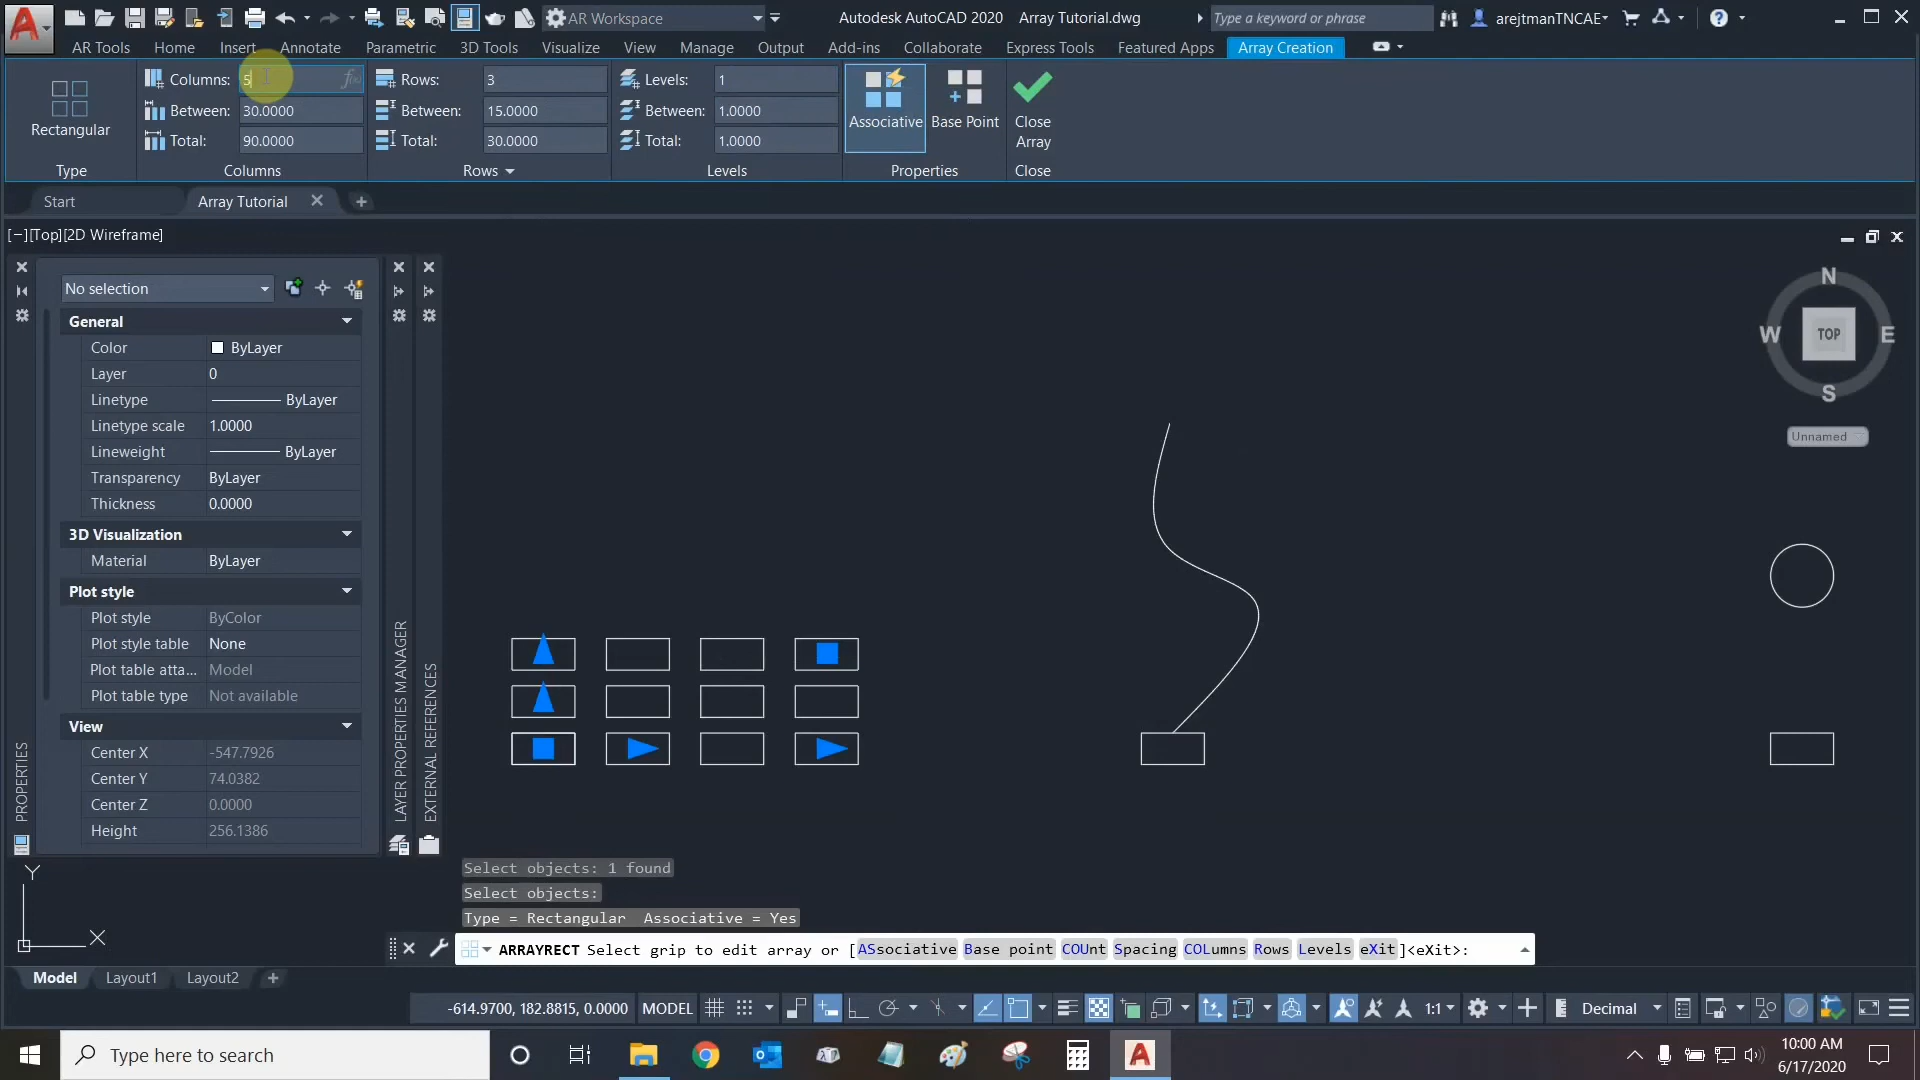 AR Workspace
Autodesk AutoCAD 2020 Array Tutorial.dwg
Type a keyword or phrase
arejtmanTNCAE
AR Tools Home Insert Annotate Parametric 3D Tools Visualize View Manage Output Add-ins Collaborate Express Tools Featured Apps Array Creation
Columns: 5 Rows: 3 Levels: 1
Between: 30.0000 Between: 15.0000 Between: 1.0000
Total: 90.0000 Total: 30.0000 Total: 1.0000
Rectangular
Associative Base Point Close
Array
Type Columns Rows Levels Properties Close
Start Array Tutorial
[−][Top][2D Wireframe]
No selection
General
Color ByLayer
Layer 0
Linetype ByLayer
Linetype scale 1.0000
Lineweight ByLayer
Transparency ByLayer
Thickness 0.0000
3D Visualization
Material ByLayer
Plot style
Plot style ByColor
Plot style table None
Plot table atta... Model
Plot table type Not available
View
Center X -547.7926
Center Y 74.0382
Center Z 0.0000
Height 256.1386
PROPERTIES
LAYER PROPERTIES MANAGER
EXTERNAL REFERENCES
N
W TOP E
S
Unnamed
Y
X
Select objects: 1 found
Select objects:
Type = Rectangular Associative = Yes
ARRAYRECT Select grip to edit array or [ASsociative Base point COUnt Spacing COLumns Rows Levels eXit]<eXit>:
Model Layout1 Layout2
-614.9700, 182.8815, 0.0000 MODEL 1:1 Decimal
Type here to search
10:00 AM
6/17/2020